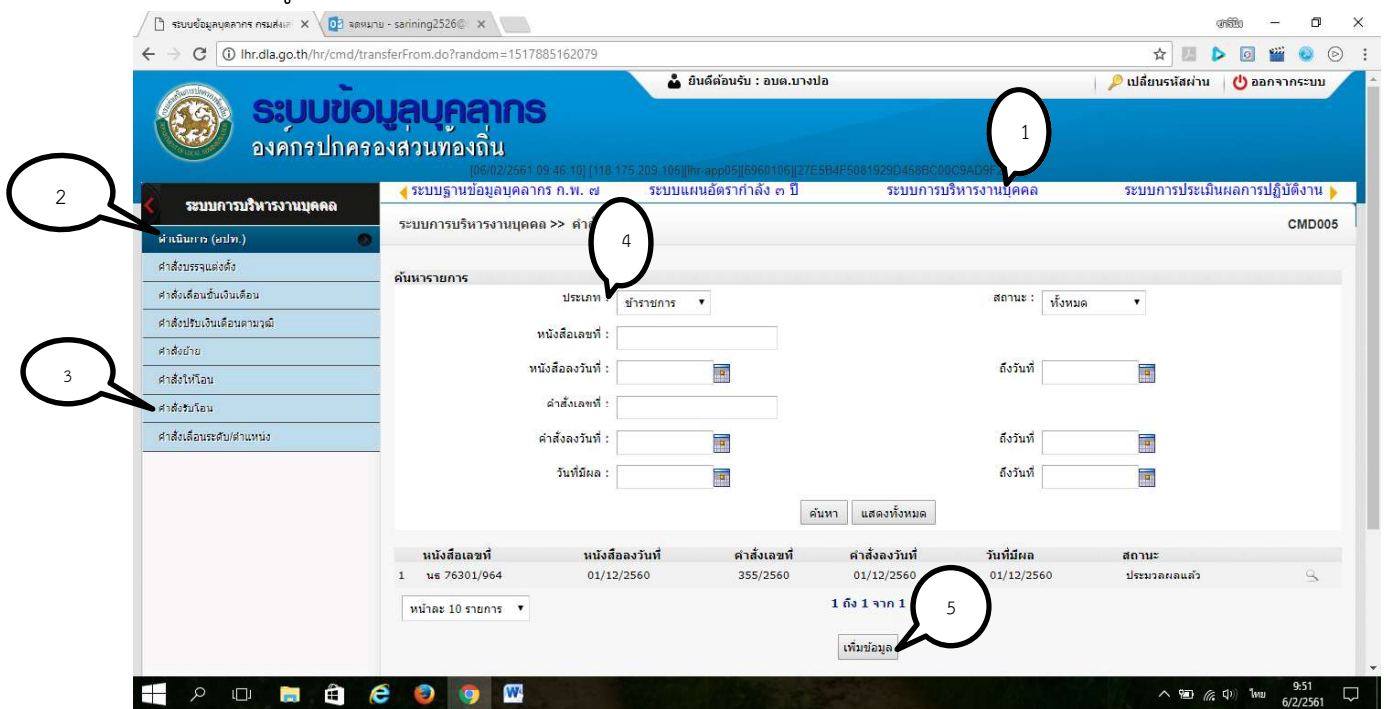 ระบบข้อมูลบุคลากร กรมส่งเส
จดหมาย - sarining2526@
lhr.dla.go.th/hr/cmd/transferFrom.do?random=1517885162079
ยินดีต้อนรับ : อบต.บางปอ
เปลี่ยนรหัสผ่าน
ออกจากระบบ
ระบบข้อมูลบุคลากร
องค์กรปกครองส่วนท้องถิ่น
1
2
ระบบการบริหารงานบุคคล
ระบบฐานข้อมูลบุคลากร ก.พ. ๗
ระบบแผนอัตรากำลัง ๓ ปี
ระบบการบริหารงานบุคคล
ระบบการประเมินผลการปฏิบัติงาน
ระบบการบริหารงานบุคคล >>
CMD005
ดำเนินการ (อปท.)
คำสั่งบรรจุแต่งตั้ง
คำสั่งเลื่อนขั้นเงินเดือน
คำสั่งปรับเงินเดือนตามวุฒิ
คำสั่งย้าย
คำสั่งให้โอน
คำสั่งรับโอน
คำสั่งเลื่อนระดับ/ตำแหน่ง
3
4
ค้นหารายการ
ประเภท : ข้าราชการ
สถานะ : ทั้งหมด
หนังสือเลขที่ :
หนังสือลงวันที่ :
ถึงวันที่
คำสั่งเลขที่ :
คำสั่งลงวันที่ :
ถึงวันที่
วันที่มีผล :
ถึงวันที่
ค้นหา
แสดงทั้งหมด
หนังสือเลขที่ หนังสือลงวันที่ คำสั่งเลขที่ คำสั่งลงวันที่ วันที่มีผล สถานะ
1 นธ 76301/964 01/12/2560 355/2560 01/12/2560 01/12/2560 ประมวลผลแล้ว
หน้าละ 10 รายการ
1 ถึง 1 จาก 1
5
เพิ่มข้อมูล
ไทย
9:51
6/2/2561